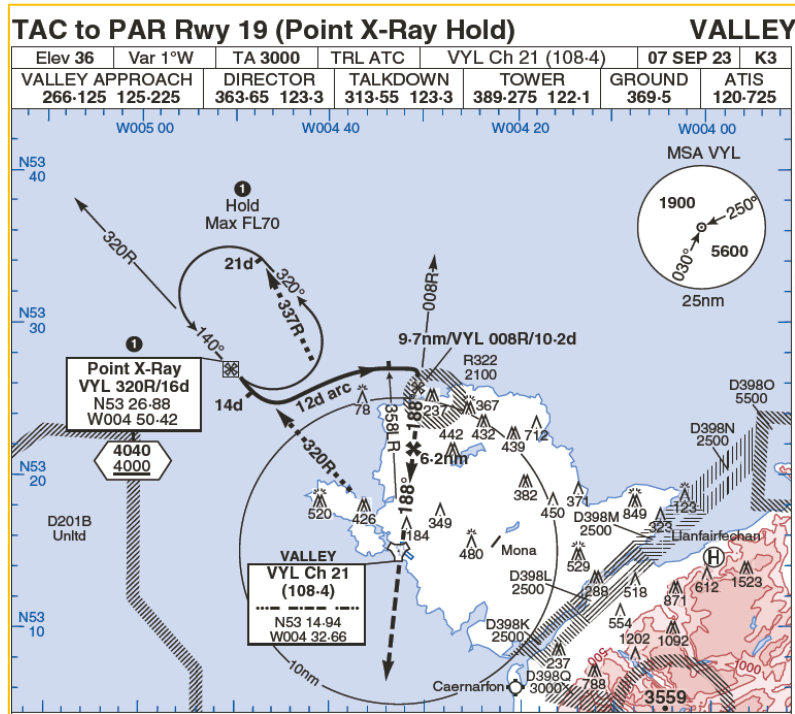 TAC to PAR Rwy 19 (Point X-Ray Hold) VALLEY
Elev 36 Var 1°W TA 3000 TRL ATC VYL Ch 21 (108·4) 07 SEP 23 K3
VALLEY APPROACH DIRECTOR TALKDOWN TOWER GROUND ATIS
266·125 125·225 363·65 123·3 313·55 123·3 389·275 122·1 369·5 120·725
W005 00 W004 40 W004 20 W004 00
N53
40
MSA VYL
1900
250°
5600
030°
25nm
1
Hold
Max FL70
320R
21d
320°
337R
008R
N53
30
140°
1
Point X-Ray
VYL 320R/16d
N53 26·88
W004 50·42
9·7nm/VYL 008R/10·2d
R322
2100
14d
12d arc
358LR
188°
78
237
367
442
432
439
712
D398O
5500
D398N
2500
4040
4000
320R
6·2nm
N53
20
188°
520
426
184
349
382
450
371
849
123
323
D398M
2500
D201B
Unltd
480
Mona
529
Llanfairfechan
H
VALLEY
VYL Ch 21
(108·4)
N53 14·94
W004 32·66
D398L
2500
288
518
612
1523
871
554
N53
10
D398K
2500
1202
1092
10nm
237
D398Q
3000
788
500
1000
Caernarfon
3559